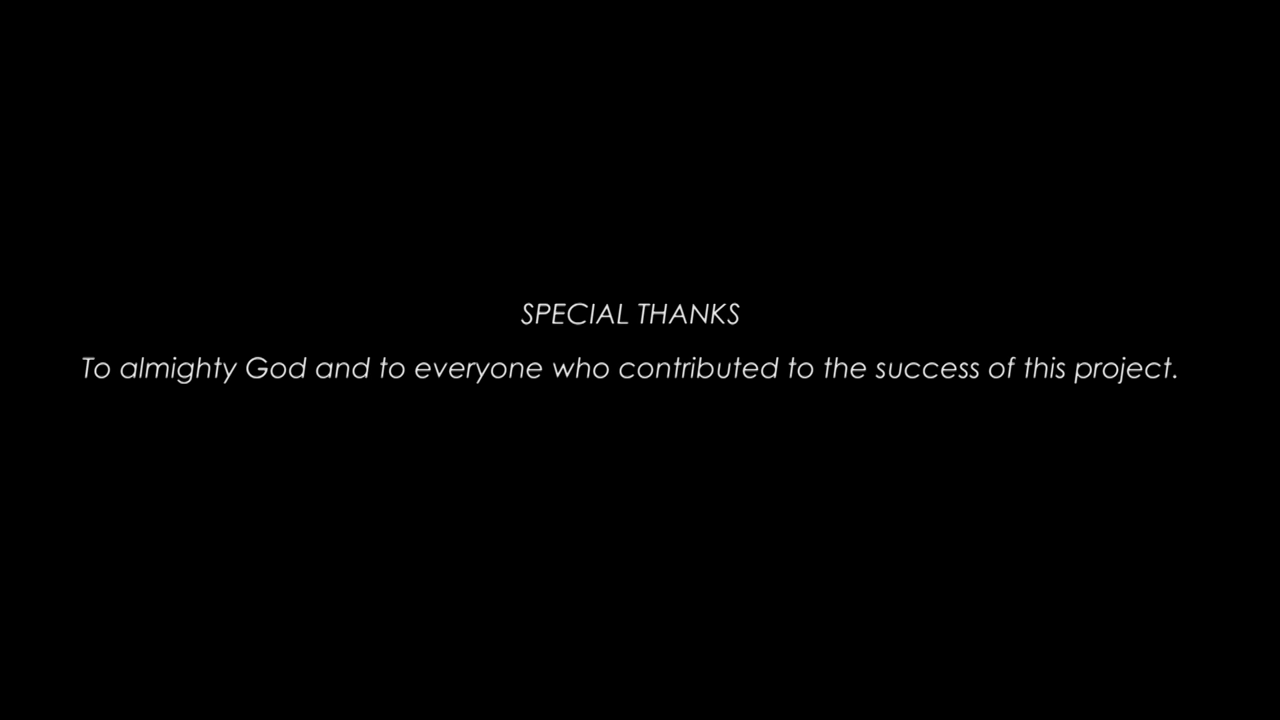 SPECIAL THANKS
To almighty God and to everyone who contributed to the success of this project.